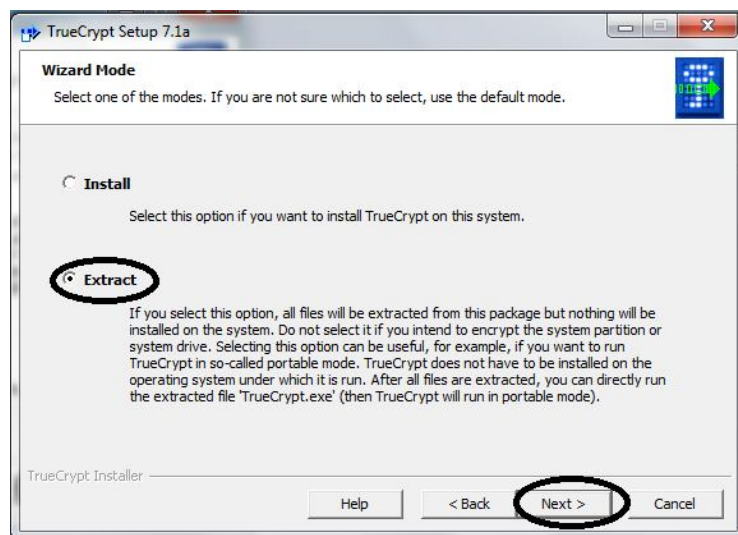 TrueCrypt Setup 7.1a
Wizard Mode
Select one of the modes. If you are not sure which to select, use the default mode.
Install
Select this option if you want to install TrueCrypt on this system.
Extract
If you select this option, all files will be extracted from this package but nothing will be
installed on the system. Do not select it if you intend to encrypt the system partition or
system drive. Selecting this option can be useful, for example, if you want to run
TrueCrypt in so-called portable mode. TrueCrypt does not have to be installed on the
operating system under which it is run. After all files are extracted, you can directly run
the extracted file 'TrueCrypt.exe' (then TrueCrypt will run in portable mode).
TrueCrypt Installer
Help < Back Next > Cancel